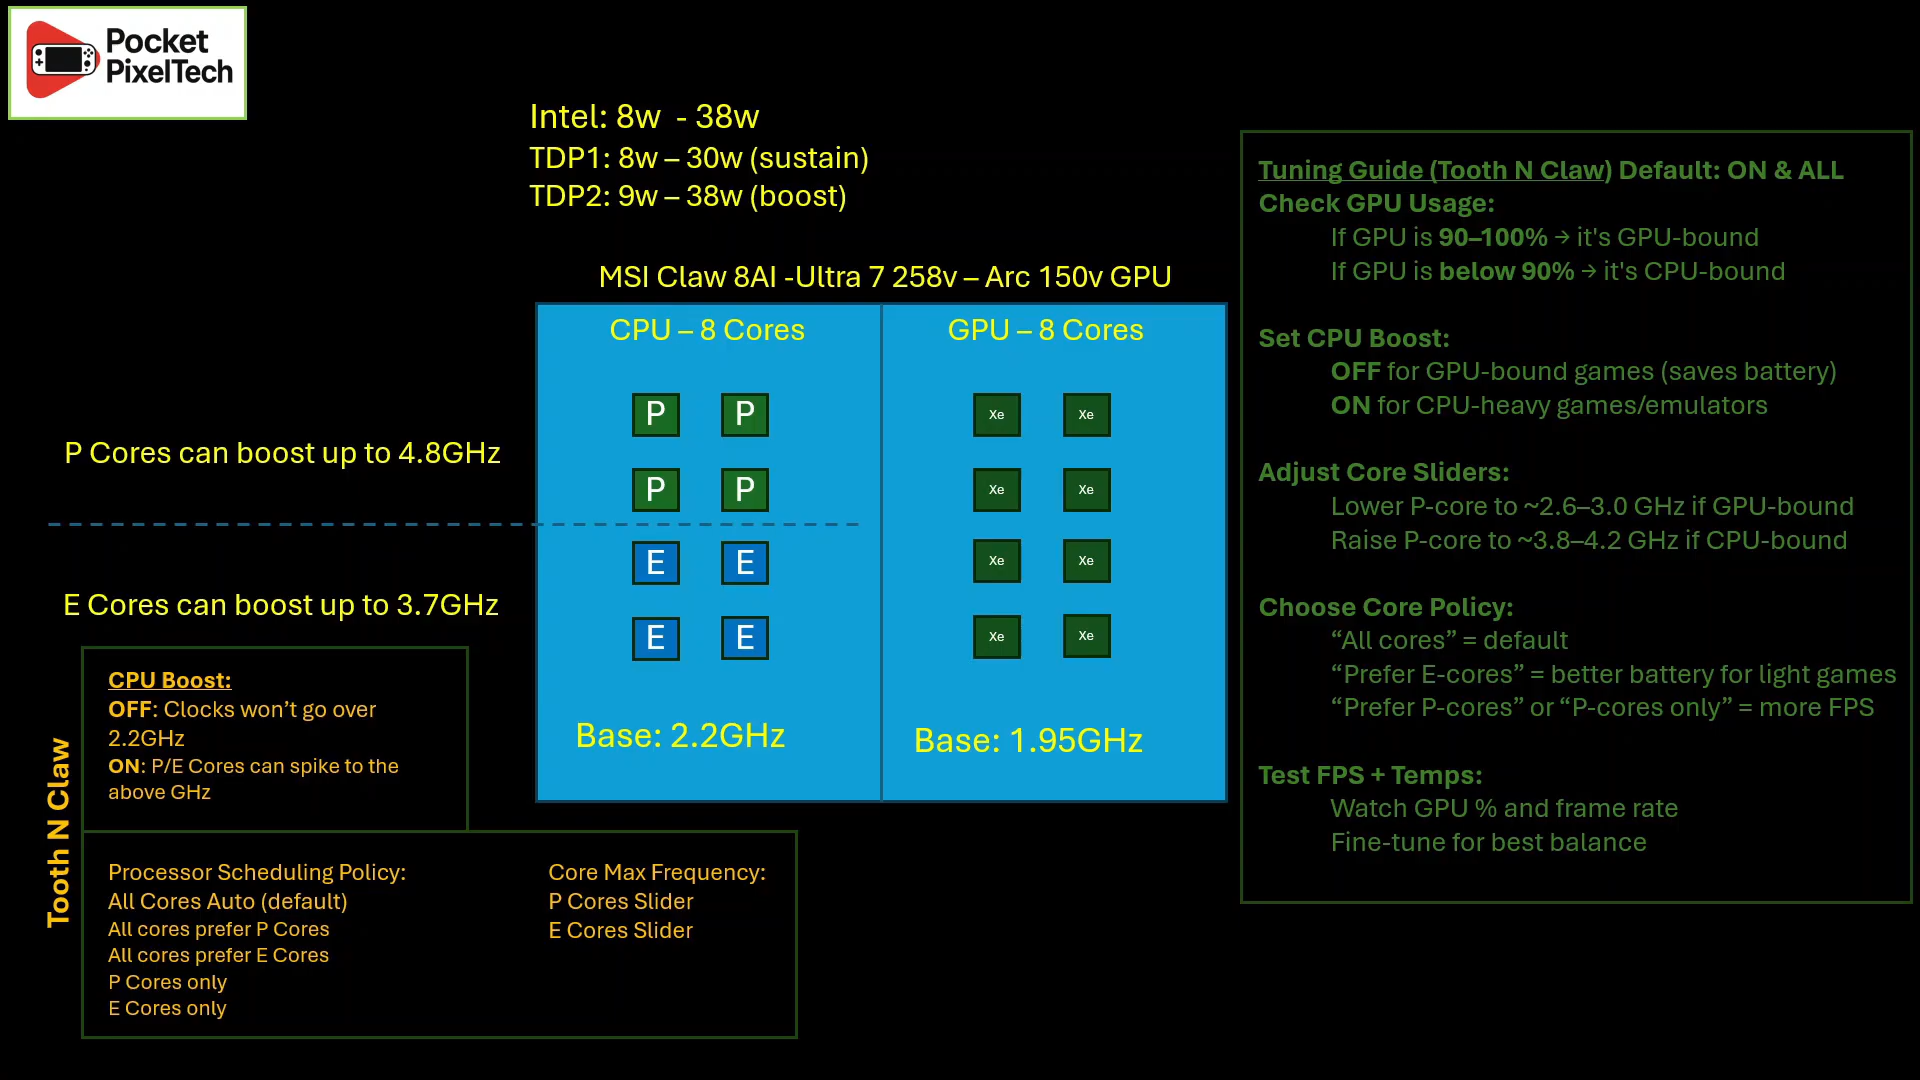 Pocket
PixelTech
Intel: 8w - 38w
TDP1: 8w – 30w (sustain)
TDP2: 9w – 38w (boost)
MSI Claw 8AI -Ultra 7 258v – Arc 150v GPU
CPU – 8 Cores
GPU – 8 Cores
P P
P P
E E
E E
Xe Xe
Xe Xe
Xe Xe
Xe Xe
Base: 2.2GHz
Base: 1.95GHz
P Cores can boost up to 4.8GHz
E Cores can boost up to 3.7GHz
Tooth N Claw
CPU Boost:
OFF: Clocks won’t go over
2.2GHz
ON: P/E Cores can spike to the
above GHz
Processor Scheduling Policy:
All Cores Auto (default)
All cores prefer P Cores
All cores prefer E Cores
P Cores only
E Cores only
Core Max Frequency:
P Cores Slider
E Cores Slider
Tuning Guide (Tooth N Claw) Default: ON & ALL
Check GPU Usage:
If GPU is 90–100% → it's GPU-bound
If GPU is below 90% → it's CPU-bound
Set CPU Boost:
OFF for GPU-bound games (saves battery)
ON for CPU-heavy games/emulators
Adjust Core Sliders:
Lower P-core to ~2.6–3.0 GHz if GPU-bound
Raise P-core to ~3.8–4.2 GHz if CPU-bound
Choose Core Policy:
“All cores” = default
“Prefer E-cores” = better battery for light games
“Prefer P-cores” or “P-cores only” = more FPS
Test FPS + Temps:
Watch GPU % and frame rate
Fine-tune for best balance